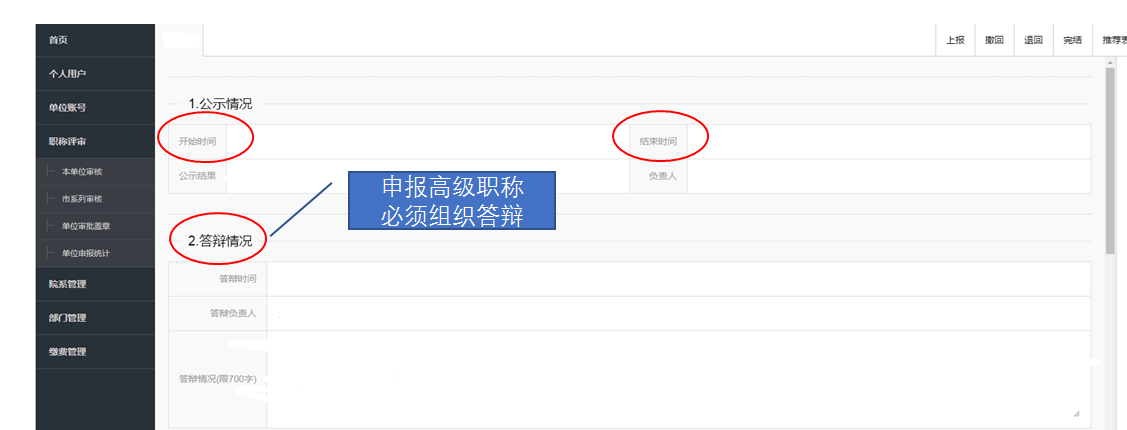 首页
上报
撤回
退回
完结
推荐表
个人用户
单位账号
职称评审
本单位审核
市系列审核
单位审批盖章
单位申报统计
院系管理
部门管理
缴费管理
1.公示情况
开始时间
结束时间
公示结果
负责人
申报高级职称
必须组织答辩
2.答辩情况
答辩时间
答辩负责人
答辩情况(限700字)